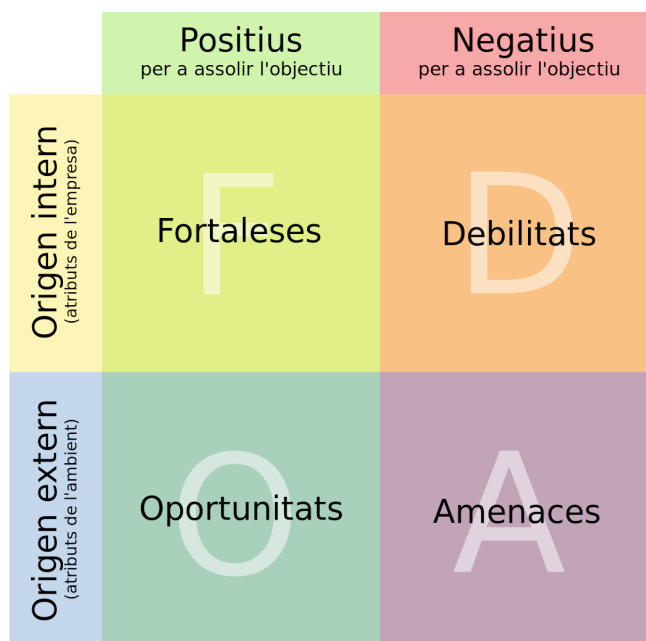 Positius
per a assolir l'objectiu
Negatius
per a assolir l'objectiu
Origen intern
(atributs de l'empresa)
F
Fortaleses
D
Debilitats
Origen extern
(atributs de l'ambient)
O
Oportunitats
A
Amenaces